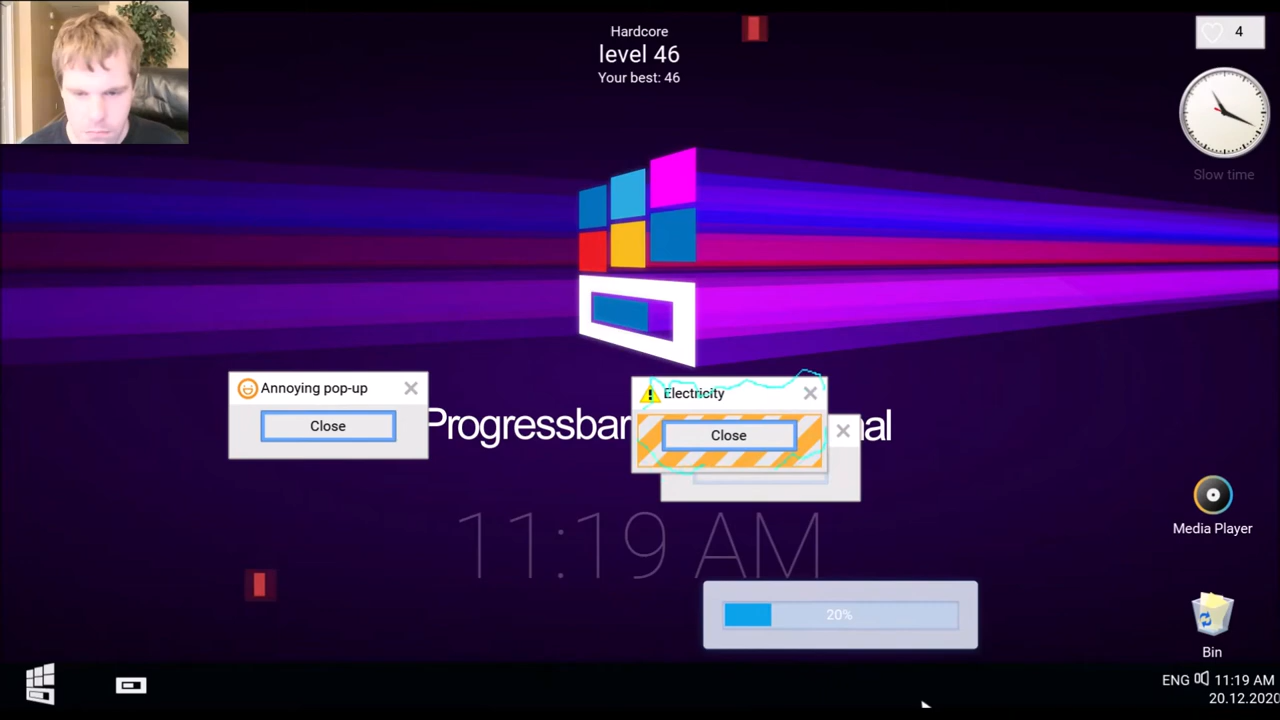 Hardcore
level 46
Your best: 46
4
Slow time
Annoying pop-up
Close
Electricity
Close
Progressbar
nal
11:19 AM
Media Player
20%
Bin
ENG 11:19 AM
20.12.2020